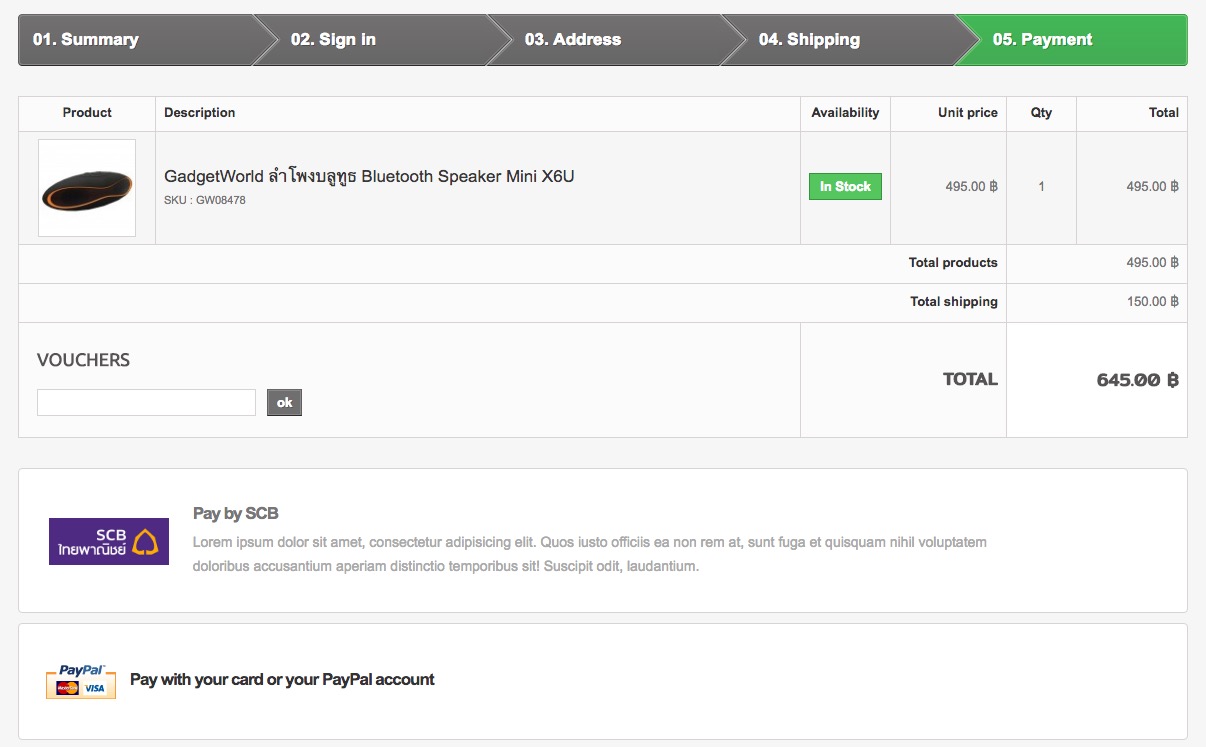 01. Summary
02. Sign in
03. Address
04. Shipping
05. Payment
Product Description Availability Unit price Qty Total
GadgetWorld ลำโพงบลูทูธ Bluetooth Speaker Mini X6U
SKU : GW08478
In Stock
495.00 ฿
1
495.00 ฿
Total products 495.00 ฿
Total shipping 150.00 ฿
VOUCHERS
ok
TOTAL 645.00 ฿
SCB
ไทยพาณิชย์
Pay by SCB
Lorem ipsum dolor sit amet, consectetur adipisicing elit. Quos iusto officiis ea non rem at, sunt fuga et quisquam nihil voluptatem
doloribus accusantium aperiam distinctio temporibus sit! Suscipit odit, laudantium.
PayPal
MasterCard VISA
Pay with your card or your PayPal account